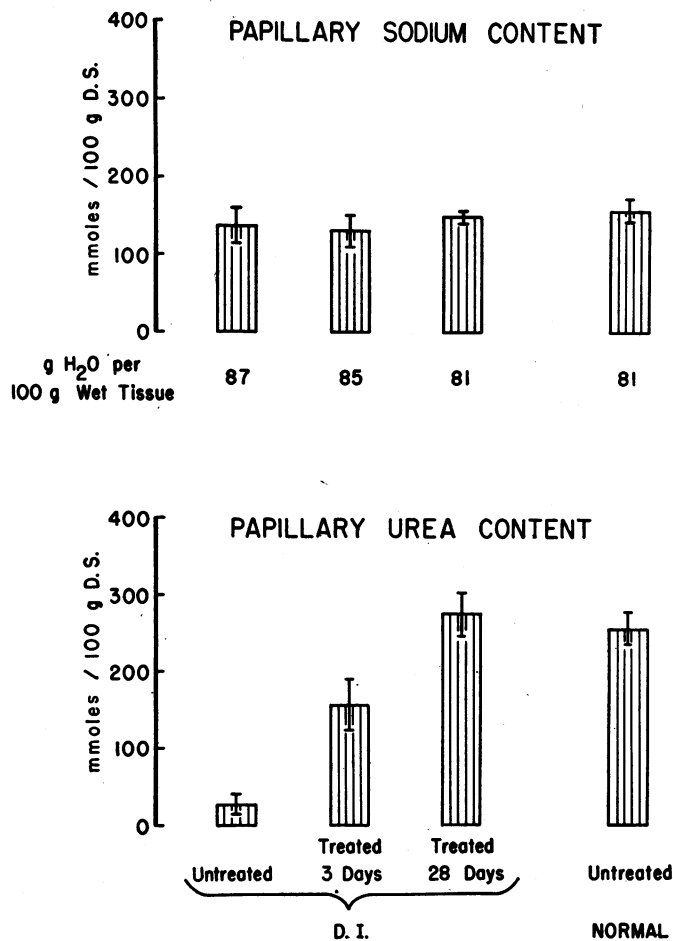 PAPILLARY SODIUM CONTENT
400
300
200
100
0
mmoles / 100 g D.S.
g H2O per
100 g Wet Tissue
87 85 81 81
PAPILLARY UREA CONTENT
400
300
200
100
0
mmoles / 100 g D.S.
Untreated Treated 3 Days Treated 28 Days Untreated
D. I. NORMAL